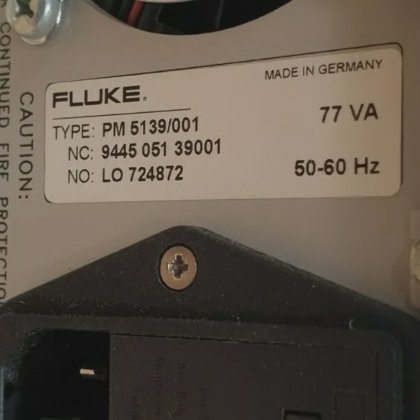 MADE IN GERMANY
FLUKE.
TYPE: PM 5139/001
77 VA
NC: 9445 051 39001
NO: LO 724872
50-60 Hz
CAUTION:
CONTINUED FIRE PROTECTION